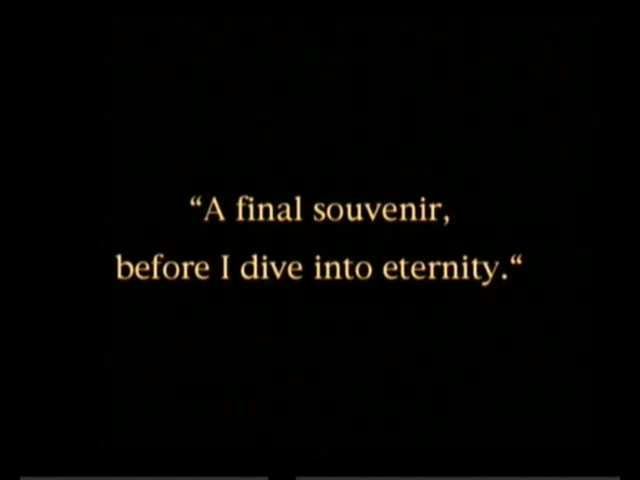 “A final souvenir,
before I dive into eternity.“